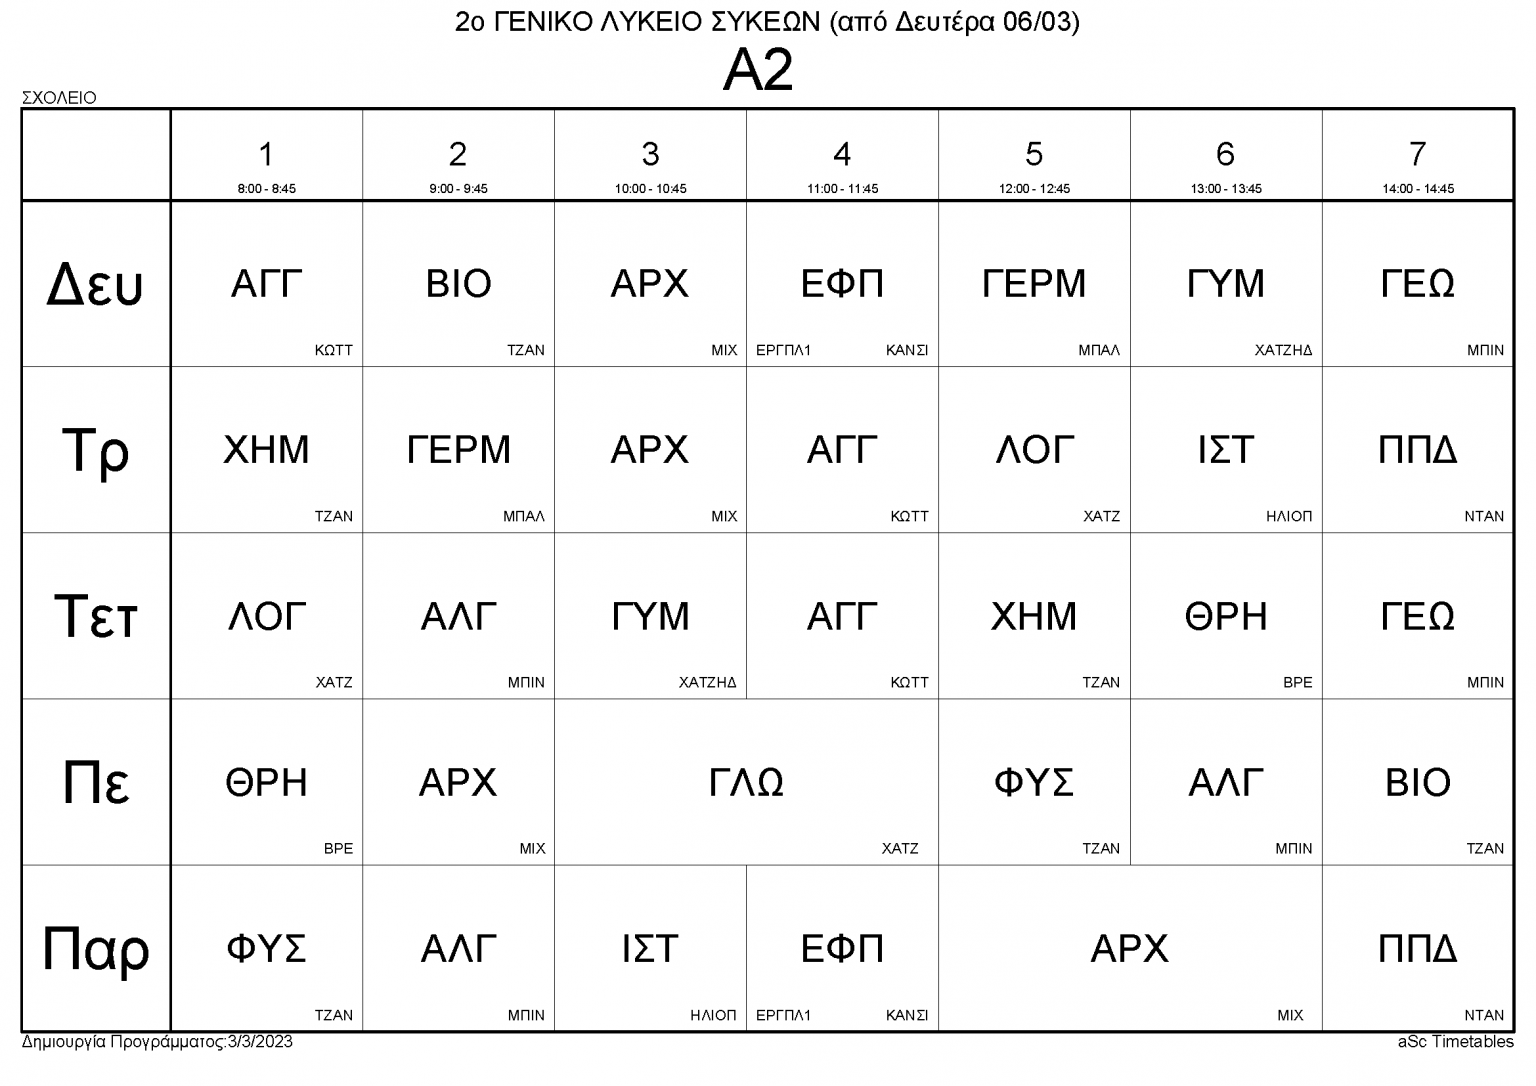 2ο ΓΕΝΙΚΟ ΛΥΚΕΙΟ ΣΥΚΕΩΝ (από Δευτέρα 06/03)
Α2
ΣΧΟΛΕΙΟ
1 2 3 4 5 6 7
8:00 - 8:45 9:00 - 9:45 10:00 - 10:45 11:00 - 11:45 12:00 - 12:45 13:00 - 13:45 14:00 - 14:45
Δευ ΑΓΓ ΒΙΟ ΑΡΧ ΕΦΠ ΓΕΡΜ ΓΥΜ ΓΕΩ
ΚΩΤΤ ΤΖΑΝ ΜΙΧ ΕΡΓΠΛ1 ΚΑΝΣΙ ΜΠΑΛ ΧΑΤΖΗΔ ΜΠΙΝ
Τρ ΧΗΜ ΓΕΡΜ ΑΡΧ ΑΓΓ ΛΟΓ ΙΣΤ ΠΠΔ
ΤΖΑΝ ΜΠΑΛ ΜΙΧ ΚΩΤΤ ΧΑΤΖ ΗΛΙΟΠ ΝΤΑΝ
Τετ ΛΟΓ ΑΛΓ ΓΥΜ ΑΓΓ ΧΗΜ ΘΡΗ ΓΕΩ
ΧΑΤΖ ΜΠΙΝ ΧΑΤΖΗΔ ΚΩΤΤ ΤΖΑΝ ΒΡΕ ΜΠΙΝ
Πε ΘΡΗ ΑΡΧ ΓΛΩ ΦΥΣ ΑΛΓ ΒΙΟ
ΒΡΕ ΜΙΧ ΧΑΤΖ ΤΖΑΝ ΜΠΙΝ ΤΖΑΝ
Παρ ΦΥΣ ΑΛΓ ΙΣΤ ΕΦΠ ΑΡΧ ΠΠΔ
ΤΖΑΝ ΜΠΙΝ ΗΛΙΟΠ ΕΡΓΠΛ1 ΚΑΝΣΙ ΜΙΧ ΝΤΑΝ
Δημιουργία Προγράμματος:3/3/2023 aSc Timetables